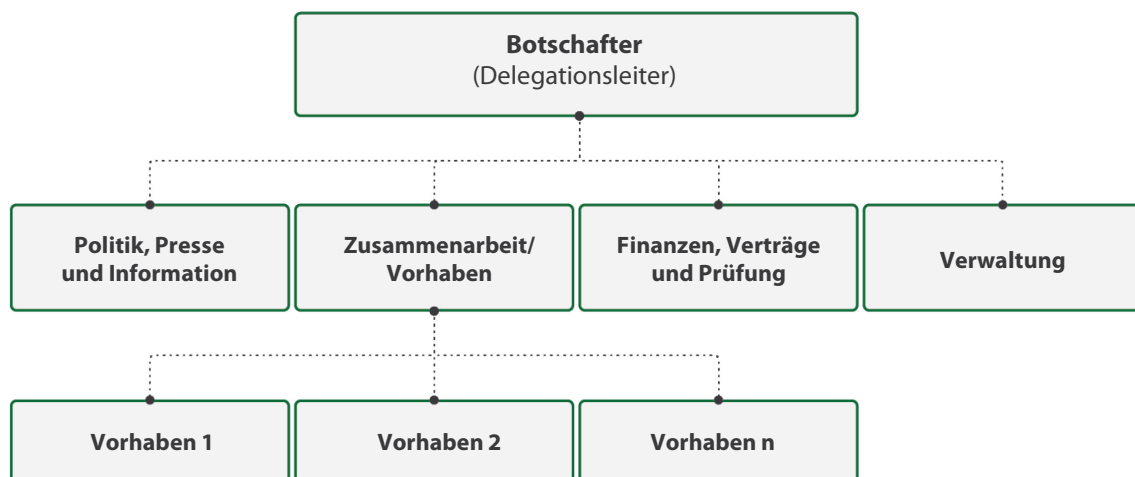 Botschafter
(Delegationsleiter)
Politik, Presse
und Information
Zusammenarbeit/
Vorhaben
Finanzen, Verträge
und Prüfung
Verwaltung
Vorhaben 1
Vorhaben 2
Vorhaben n